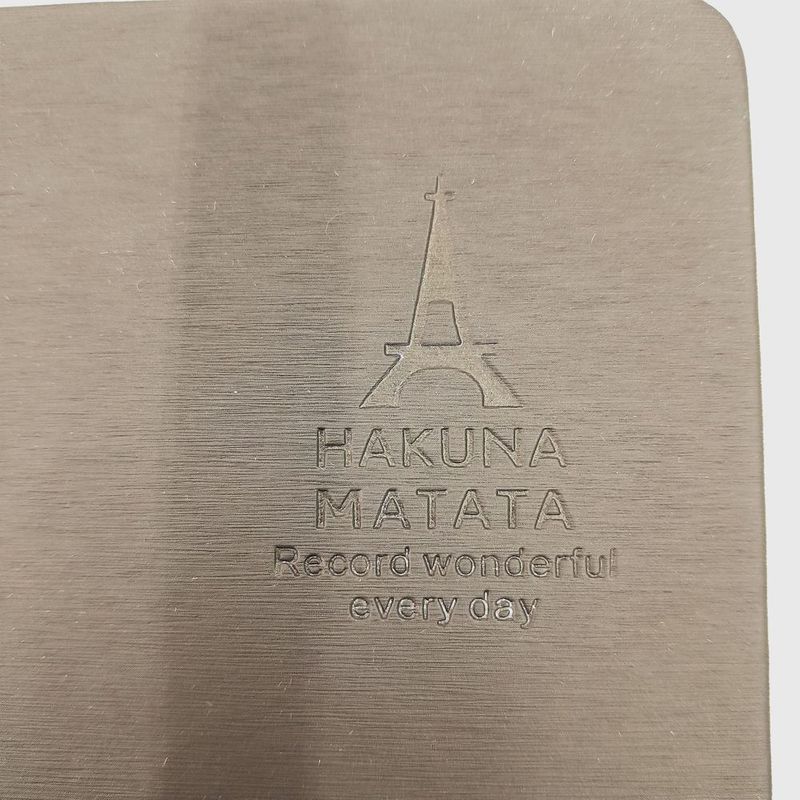 HAKUNA
MATATA
Record wonderful
every day